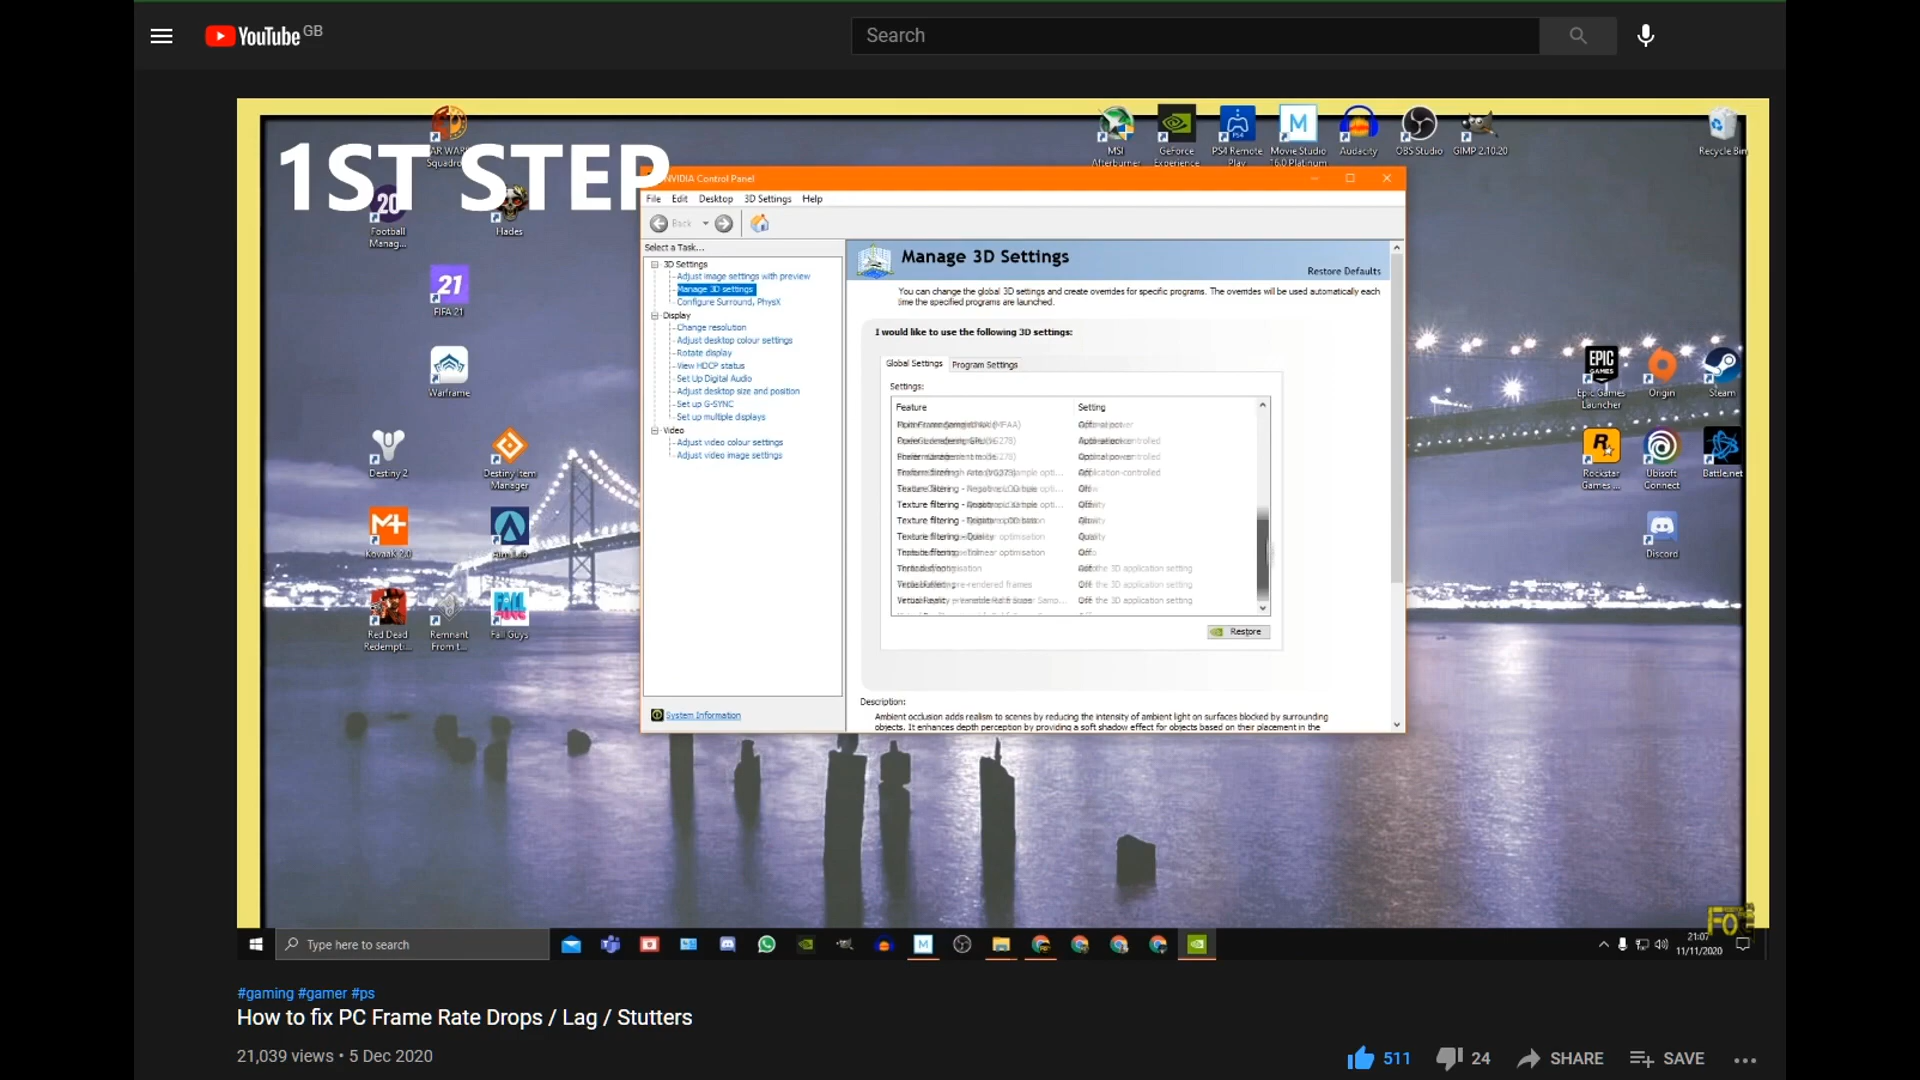 YouTube GB
Search
1ST STEP
Squadro
Football
Manag...
Hades
21
FIFA 21
Warframe
Destiny 2
Destiny Item
Manager
KovaaK 2.0
Aim Lab
Red Dead
Redempti...
Remnant
From t...
Fall Guys
MSI
Afterburner
GeForce
Experience
PS4 Remote
Play
Movie Studio
16.0 Platinum
Audacity
OBS Studio
GIMP 2.10.20
Recycle Bin
NVIDIA Control Panel
File Edit Desktop 3D Settings Help
Back
Select a Task...
3D Settings
Adjust image settings with preview
Manage 3D settings
Configure Surround, PhysX
Display
Change resolution
Adjust desktop colour settings
Rotate display
View HDCP status
Set Up Digital Audio
Adjust desktop size and position
Set up G-SYNC
Set up multiple displays
Video
Adjust video colour settings
Adjust video image settings
System Information
Manage 3D Settings
Restore Defaults
You can change the global 3D settings and create overrides for specific programs. The overrides will be used automatically each
time the specified programs are launched.
I would like to use the following 3D settings:
Global Settings Program Settings
Settings:
Feature Setting
Restore
Description:
Ambient occlusion adds realism to scenes by reducing the intensity of ambient light on surfaces blocked by surrounding
objects. It enhances depth perception by providing a soft shadow effect for objects based on their placement in the
EPIC
GAMES
Epic Games
Launcher
Origin
Steam
Rockstar
Games ...
Ubisoft
Connect
Battle.net
Discord
Type here to search
21:07
11/11/2020
#gaming #gamer #ps
How to fix PC Frame Rate Drops / Lag / Stutters
21,039 views • 5 Dec 2020
511
24
SHARE
SAVE